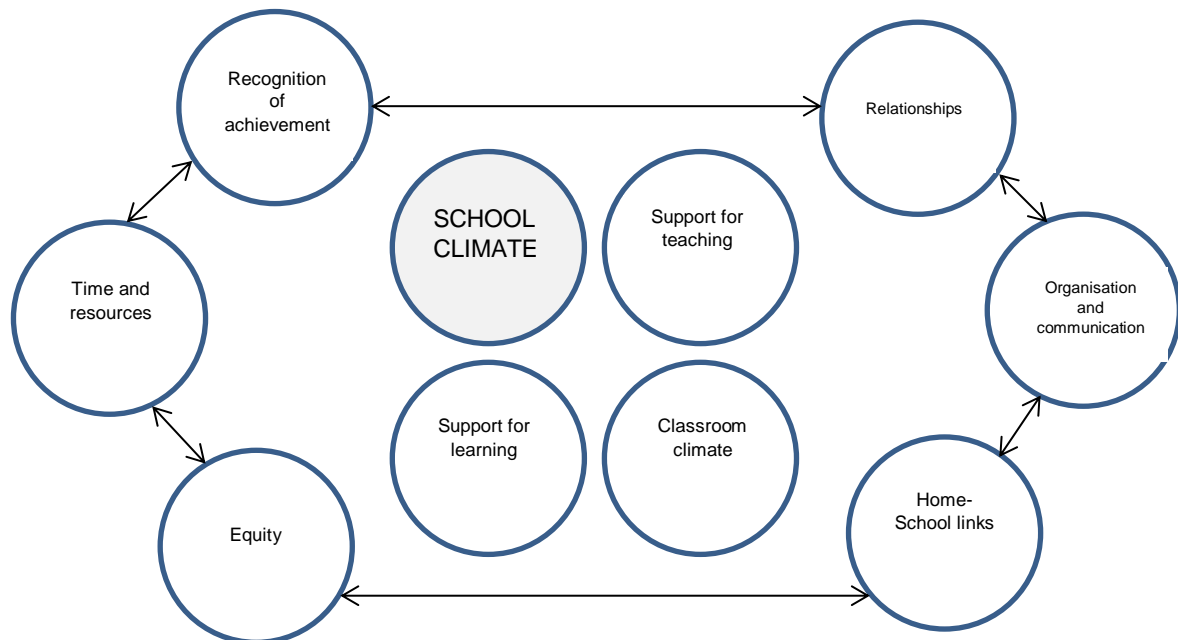 Recognition
of
achievement
Relationships
SCHOOL
CLIMATE
Support for
teaching
Time and
resources
Organisation
and
communication
Support for
learning
Classroom
climate
Home-
School links
Equity